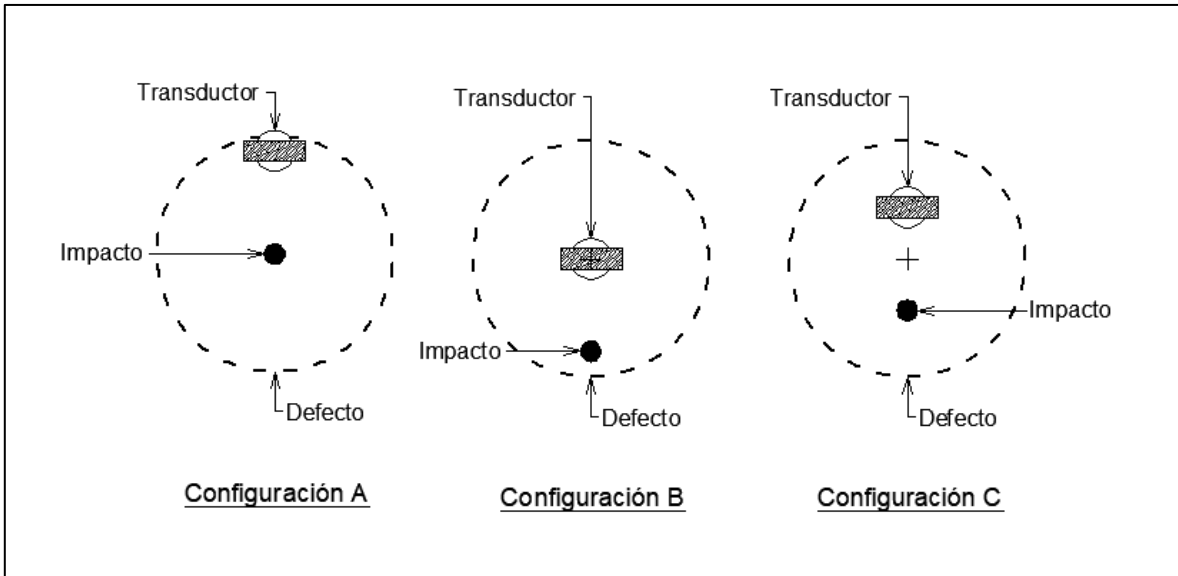 Transductor
Impacto
Defecto
Configuración A
Transductor
Impacto
Defecto
Configuración B
Transductor
Impacto
Defecto
Configuración C